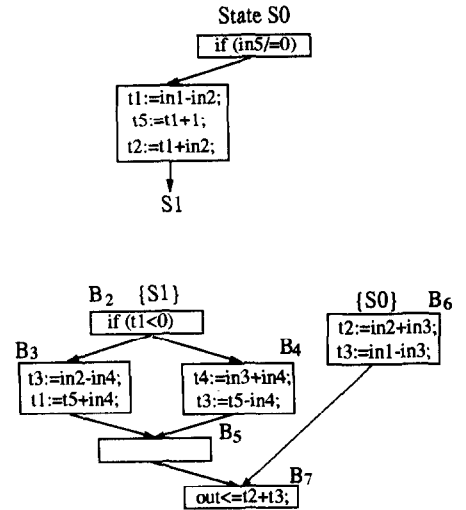 State S0
if (in5/=0)
t1:=in1-in2;
t5:=t1+1;
t2:=t1+in2;
S1
B2 {S1}
if (t1<0)
{S0} B6
t2:=in2+in3;
t3:=in1-in3;
B3
t3:=in2-in4;
t1:=t5+in4;
B4
t4:=in3+in4;
t3:=t5-in4;
B5
B7
out<=t2+t3;